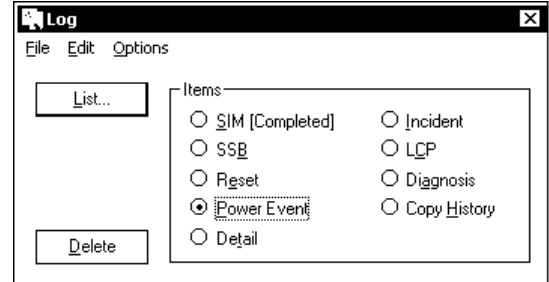 Log
File Edit Options
List...
Items
SIM [Completed]
Incident
SSB
LCP
Reset
Diagnosis
Power Event
Copy History
Detail
Delete